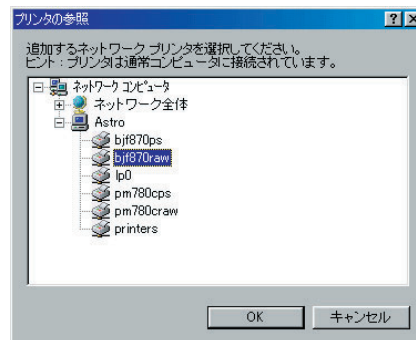 プリンタの参照
追加するネットワーク プリンタを選択してください。
ヒント：プリンタは通常コンピュータに接続されています。
ネットワーク コンピュータ
ネットワーク全体
Astro
bjf870ps
bjf870raw
lp0
pm780cps
pm780craw
printers
OK キャンセル